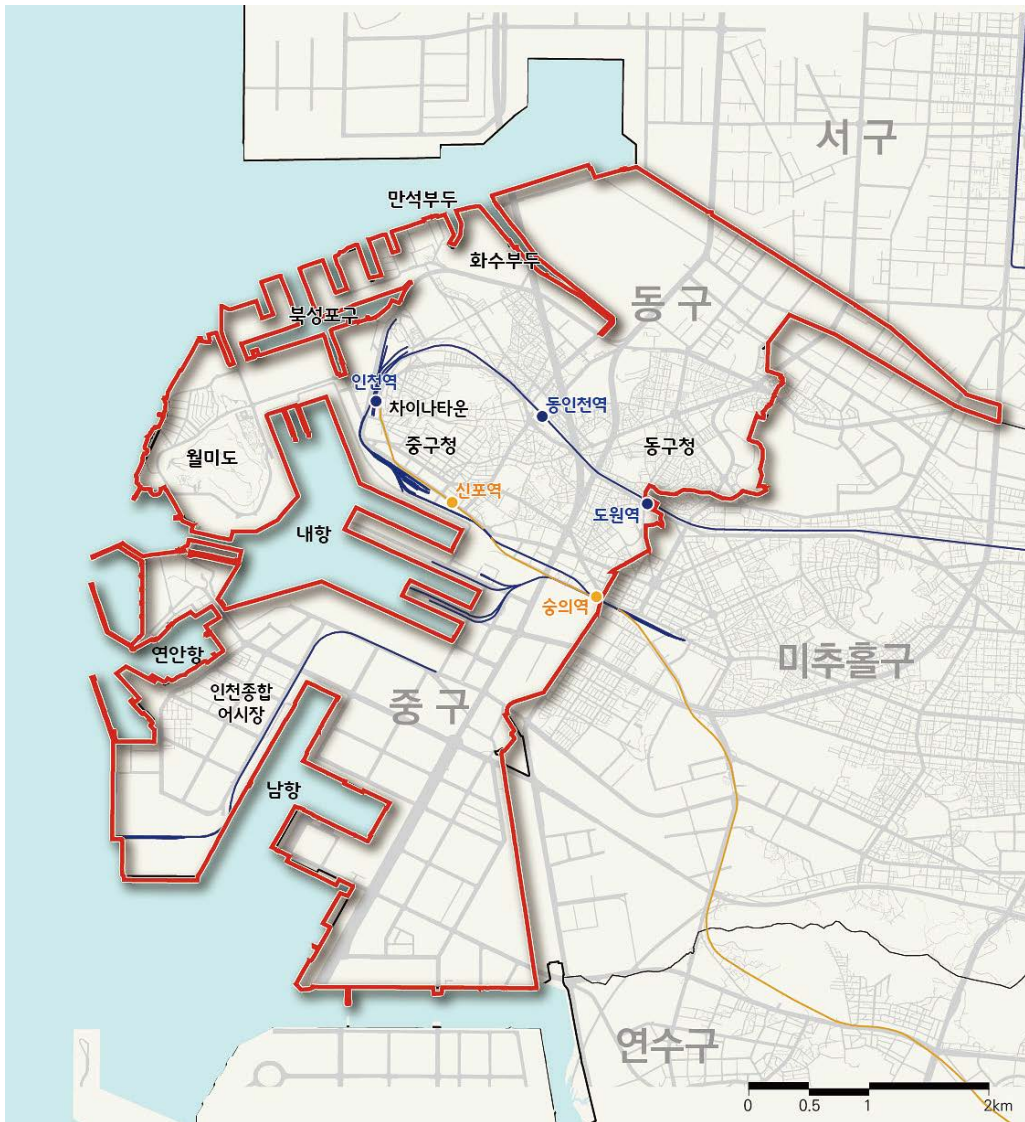 서구
만석부두
화수부두
동구
북성포구
인천역
차이나타운
동인천역
중구청
동구청
월미도
신포역
도원역
내항
숭의역
연안항
미추홀구
인천종합
어시장
중구
남항
연수구
0 0.5 1 2km